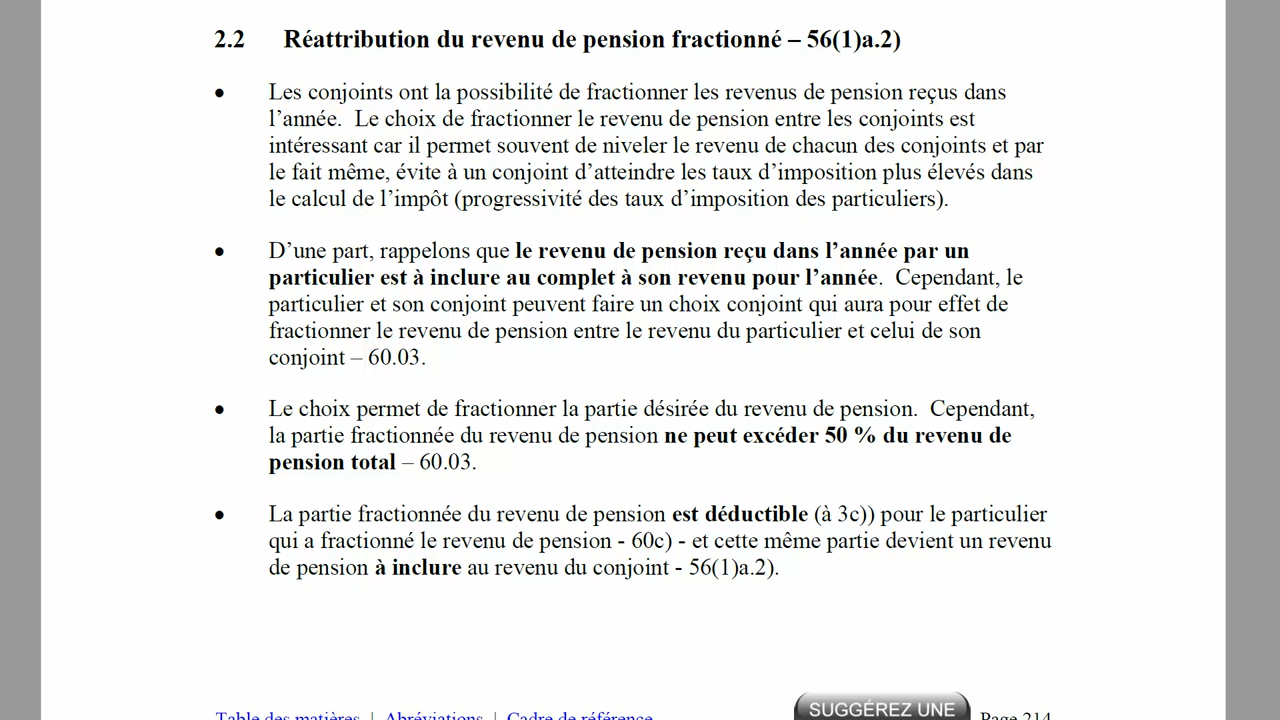 2.2 Réattribution du revenu de pension fractionné – 56(1)a.2)
• Les conjoints ont la possibilité de fractionner les revenus de pension reçus dans
l’année. Le choix de fractionner le revenu de pension entre les conjoints est
intéressant car il permet souvent de niveler le revenu de chacun des conjoints et par
le fait même, évite à un conjoint d’atteindre les taux d’imposition plus élevés dans
le calcul de l’impôt (progressivité des taux d’imposition des particuliers).
• D’une part, rappelons que le revenu de pension reçu dans l’année par un
particulier est à inclure au complet à son revenu pour l’année. Cependant, le
particulier et son conjoint peuvent faire un choix conjoint qui aura pour effet de
fractionner le revenu de pension entre le revenu du particulier et celui de son
conjoint – 60.03.
• Le choix permet de fractionner la partie désirée du revenu de pension. Cependant,
la partie fractionnée du revenu de pension ne peut excéder 50 % du revenu de
pension total – 60.03.
• La partie fractionnée du revenu de pension est déductible (à 3c)) pour le particulier
qui a fractionné le revenu de pension - 60c) - et cette même partie devient un revenu
de pension à inclure au revenu du conjoint - 56(1)a.2).
Table des matières | Abréviations | Cadre de référence SUGGÉREZ UNE Page 214